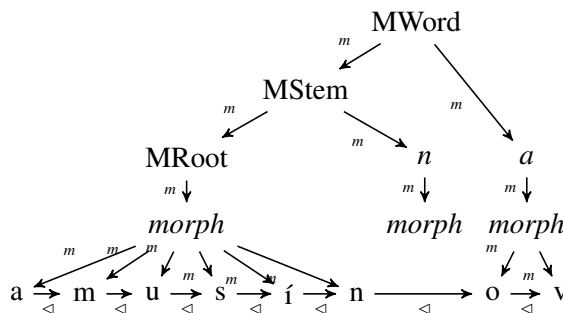 MWord
m
MStem
m m
m
MRoot n a
m m m
morph morph morph
m m m m m
m m m
a m u s í n o v
◁ ◁ ◁ ◁ ◁ ◁ ◁